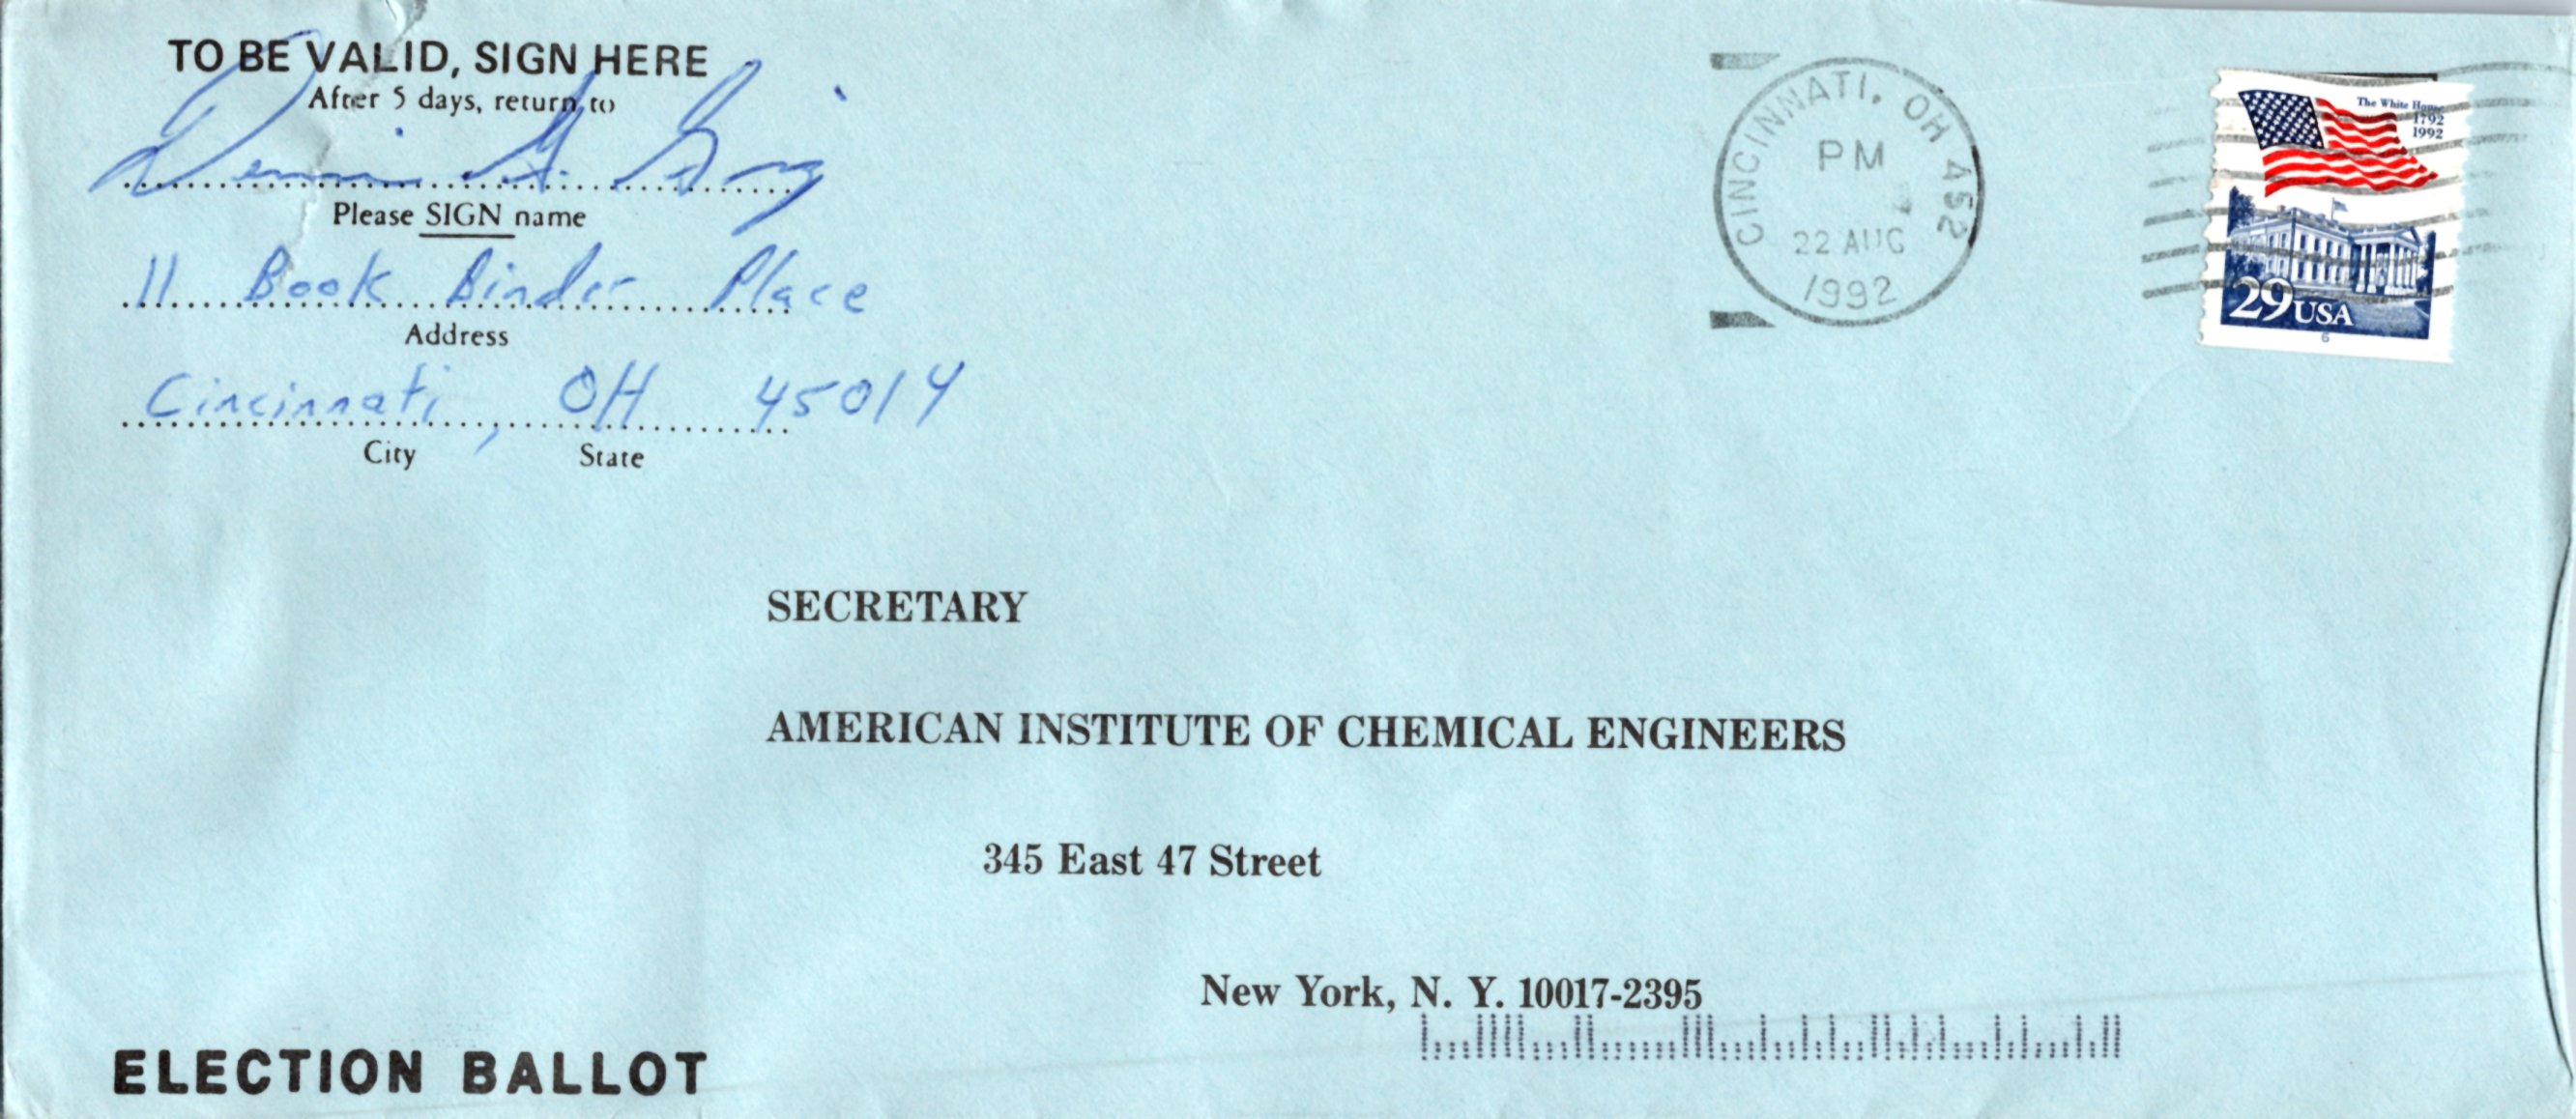 TO BE VALID, SIGN HERE
After 5 days, return to
Please SIGN name
11 Book Binder Place
Address
Cincinnati, OH 45014
City State
CINCINNATI, OH 452
PM
22 AUG
1992
The White House
1792
1992
29 USA
6
SECRETARY
AMERICAN INSTITUTE OF CHEMICAL ENGINEERS
345 East 47 Street
New York, N. Y. 10017-2395
ELECTION BALLOT